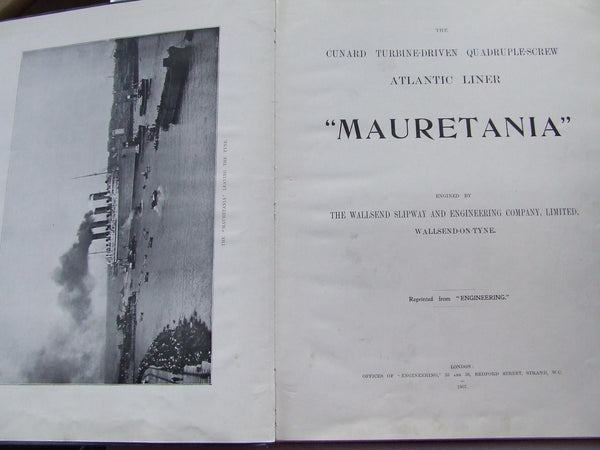 THE "MAURETANIA" LEAVING THE TYNE.
THE
CUNARD TURBINE-DRIVEN QUADRUPLE-SCREW
ATLANTIC LINER
"MAURETANIA"
ENGINED BY
THE WALLSEND SLIPWAY AND ENGINEERING COMPANY, LIMITED,
WALLSEND-ON-TYNE.
Reprinted from "ENGINEERING."
LONDON:
OFFICES OF "ENGINEERING," 35 AND 36, BEDFORD STREET, STRAND, W.C.
1907.